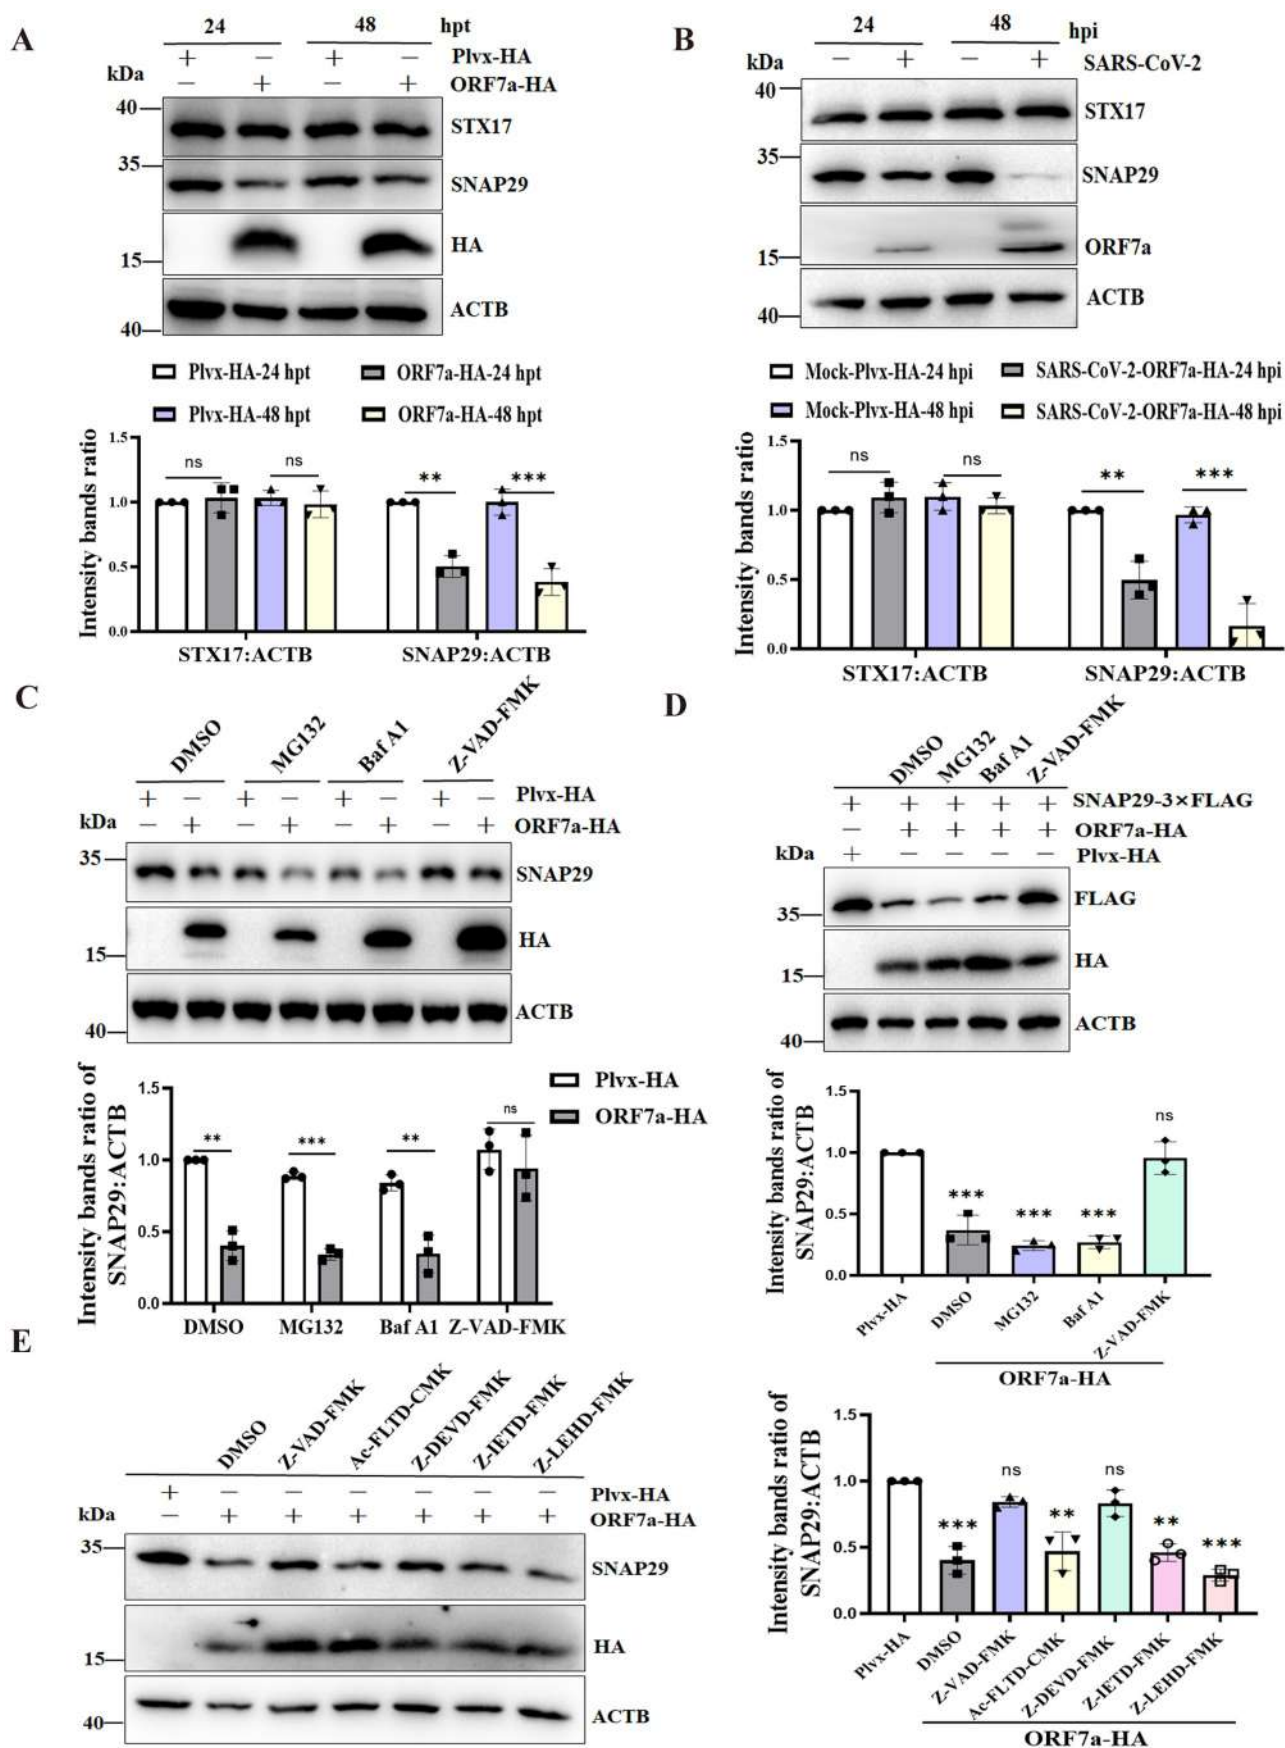 A
24 48 hpt
+ − + − Plvx-HA
− + − + ORF7a-HA
kDa
40 STX17
35 SNAP29
HA
15
ACTB
40
Plvx-HA-24 hpt ORF7a-HA-24 hpt
Plvx-HA-48 hpt ORF7a-HA-48 hpt
Intensity bands ratio
1.5
1.0
0.5
0.0
ns ns ** ***
STX17:ACTB SNAP29:ACTB
B
24 48 hpi
− + − + SARS-CoV-2
kDa
40
STX17
35
SNAP29
ORF7a
15
ACTB
40
Mock-Plvx-HA-24 hpi SARS-CoV-2-ORF7a-HA-24 hpi
Mock-Plvx-HA-48 hpi SARS-CoV-2-ORF7a-HA-48 hpi
Intensity bands ratio
1.5
1.0
0.5
0.0
ns ns ** ***
STX17:ACTB SNAP29:ACTB
C
DMSO MG132 Baf A1 Z-VAD-FMK
+ − + − + − + − Plvx-HA
− + − + − + − + ORF7a-HA
kDa
35
SNAP29
HA
15
ACTB
40
Plvx-HA
ORF7a-HA
Intensity bands ratio of
SNAP29:ACTB
1.5
1.0
0.5
0.0
** *** ** ns
DMSO MG132 Baf A1 Z-VAD-FMK
D
DMSO MG132 Baf A1 Z-VAD-FMK
+ + + + + SNAP29-3×FLAG
− + + + + ORF7a-HA
+ − − − − Plvx-HA
kDa
FLAG
35
HA
15
ACTB
40
Intensity bands ratio of
SNAP29:ACTB
1.5
1.0
0.5
0.0
*** *** *** ns
Plvx-HA DMSO MG132 Baf A1 Z-VAD-FMK
ORF7a-HA
E
DMSO Z-VAD-FMK Ac-FLTD-CMK Z-DEVD-FMK Z-IETD-FMK Z-LEHD-FMK
+ − − − − − − Plvx-HA
− + + + + + + ORF7a-HA
kDa
35
SNAP29
HA
15
ACTB
40
Intensity bands ratio of
SNAP29:ACTB
1.5
1.0
0.5
0.0
*** ns ** ns ** ***
Plvx-HA DMSO Z-VAD-FMK Ac-FLTD-CMK Z-DEVD-FMK Z-IETD-FMK Z-LEHD-FMK
ORF7a-HA